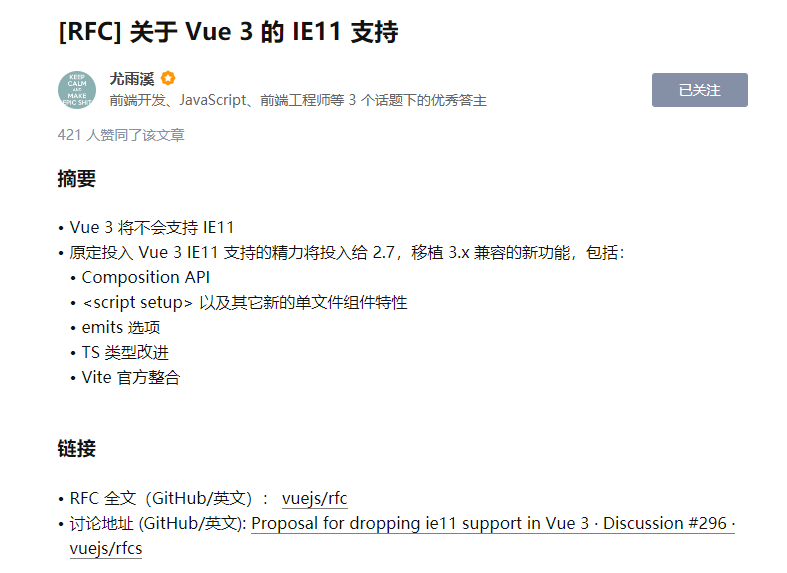 [RFC] 关于 Vue 3 的 IE11 支持
KEEP
CALM
AND
MAKE
EPIC SHIT
尤雨溪
前端开发、JavaScript、前端工程师等 3 个话题下的优秀答主
已关注
421 人赞同了该文章
摘要
• Vue 3 将不会支持 IE11
• 原定投入 Vue 3 IE11 支持的精力将投入给 2.7，移植 3.x 兼容的新功能，包括：
• Composition API
• <script setup> 以及其它新的单文件组件特性
• emits 选项
• TS 类型改进
• Vite 官方整合
链接
• RFC 全文（GitHub/英文）： vuejs/rfc
• 讨论地址 (GitHub/英文): Proposal for dropping ie11 support in Vue 3 · Discussion #296 ·
vuejs/rfcs